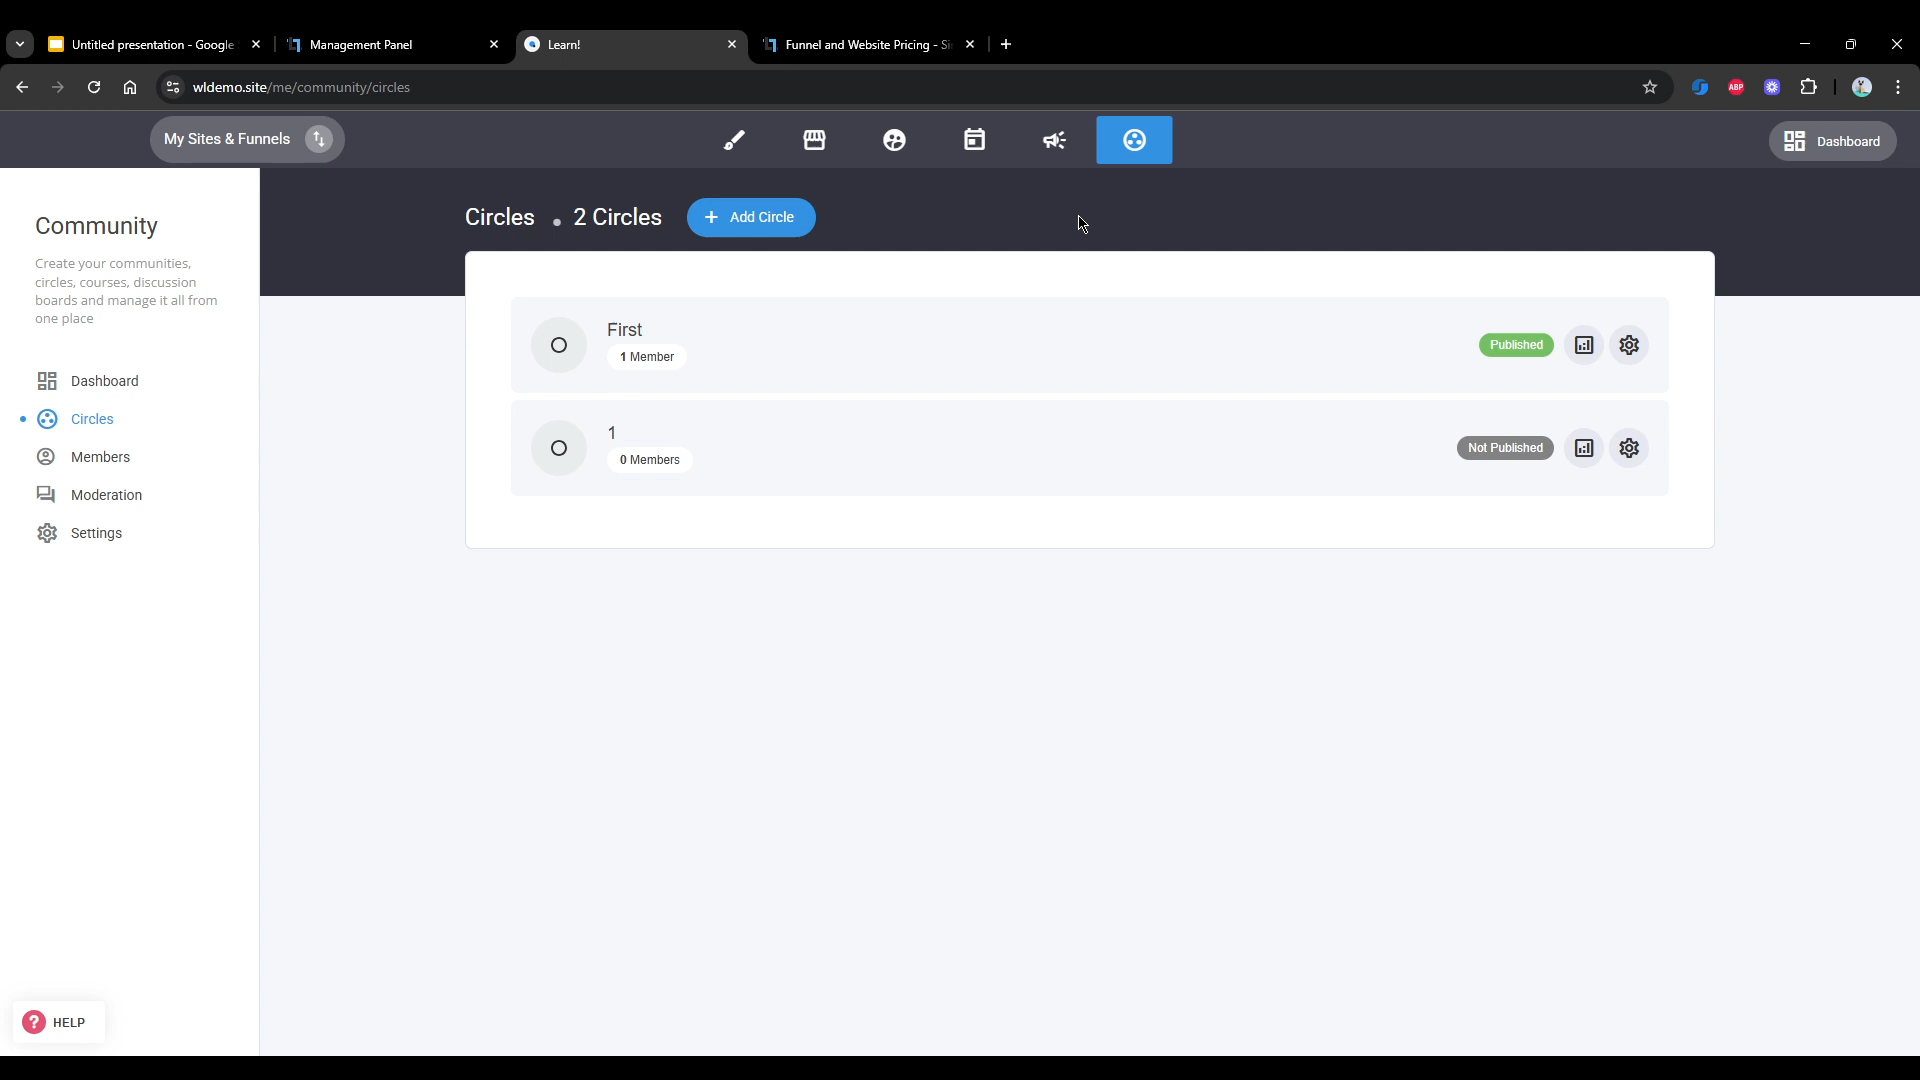 Untitled presentation - Google
Management Panel
Learn!
Funnel and Website Pricing - Si
wldemo.site/me/community/circles
ABP
My Sites & Funnels
Dashboard
Community
Create your communities,
circles, courses, discussion
boards and manage it all from
one place
Dashboard
Circles
Members
Moderation
Settings
? HELP
Circles • 2 Circles
+ Add Circle
First
1 Member
Published
1
0 Members
Not Published